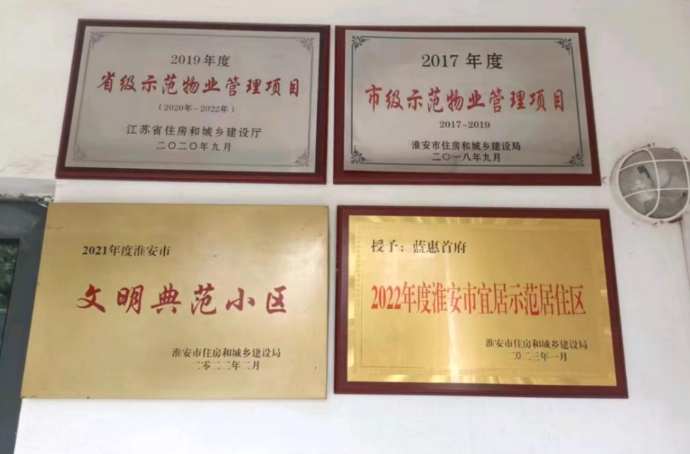 2019年度
省级示范物业管理项目
(2020年-2022年)
江苏省住房和城乡建设厅
二〇二〇年九月
2017年度
市级示范物业管理项目
2017-2019
淮安市住房和城乡建设局
二〇一八年九月
2021年度淮安市
文明典范小区
淮安市住房和城乡建设局
二零二二年二月
授予：蓝惠首府
2022年度淮安市宜居示范居住区
淮安市住房和城乡建设局
二〇二三年一月